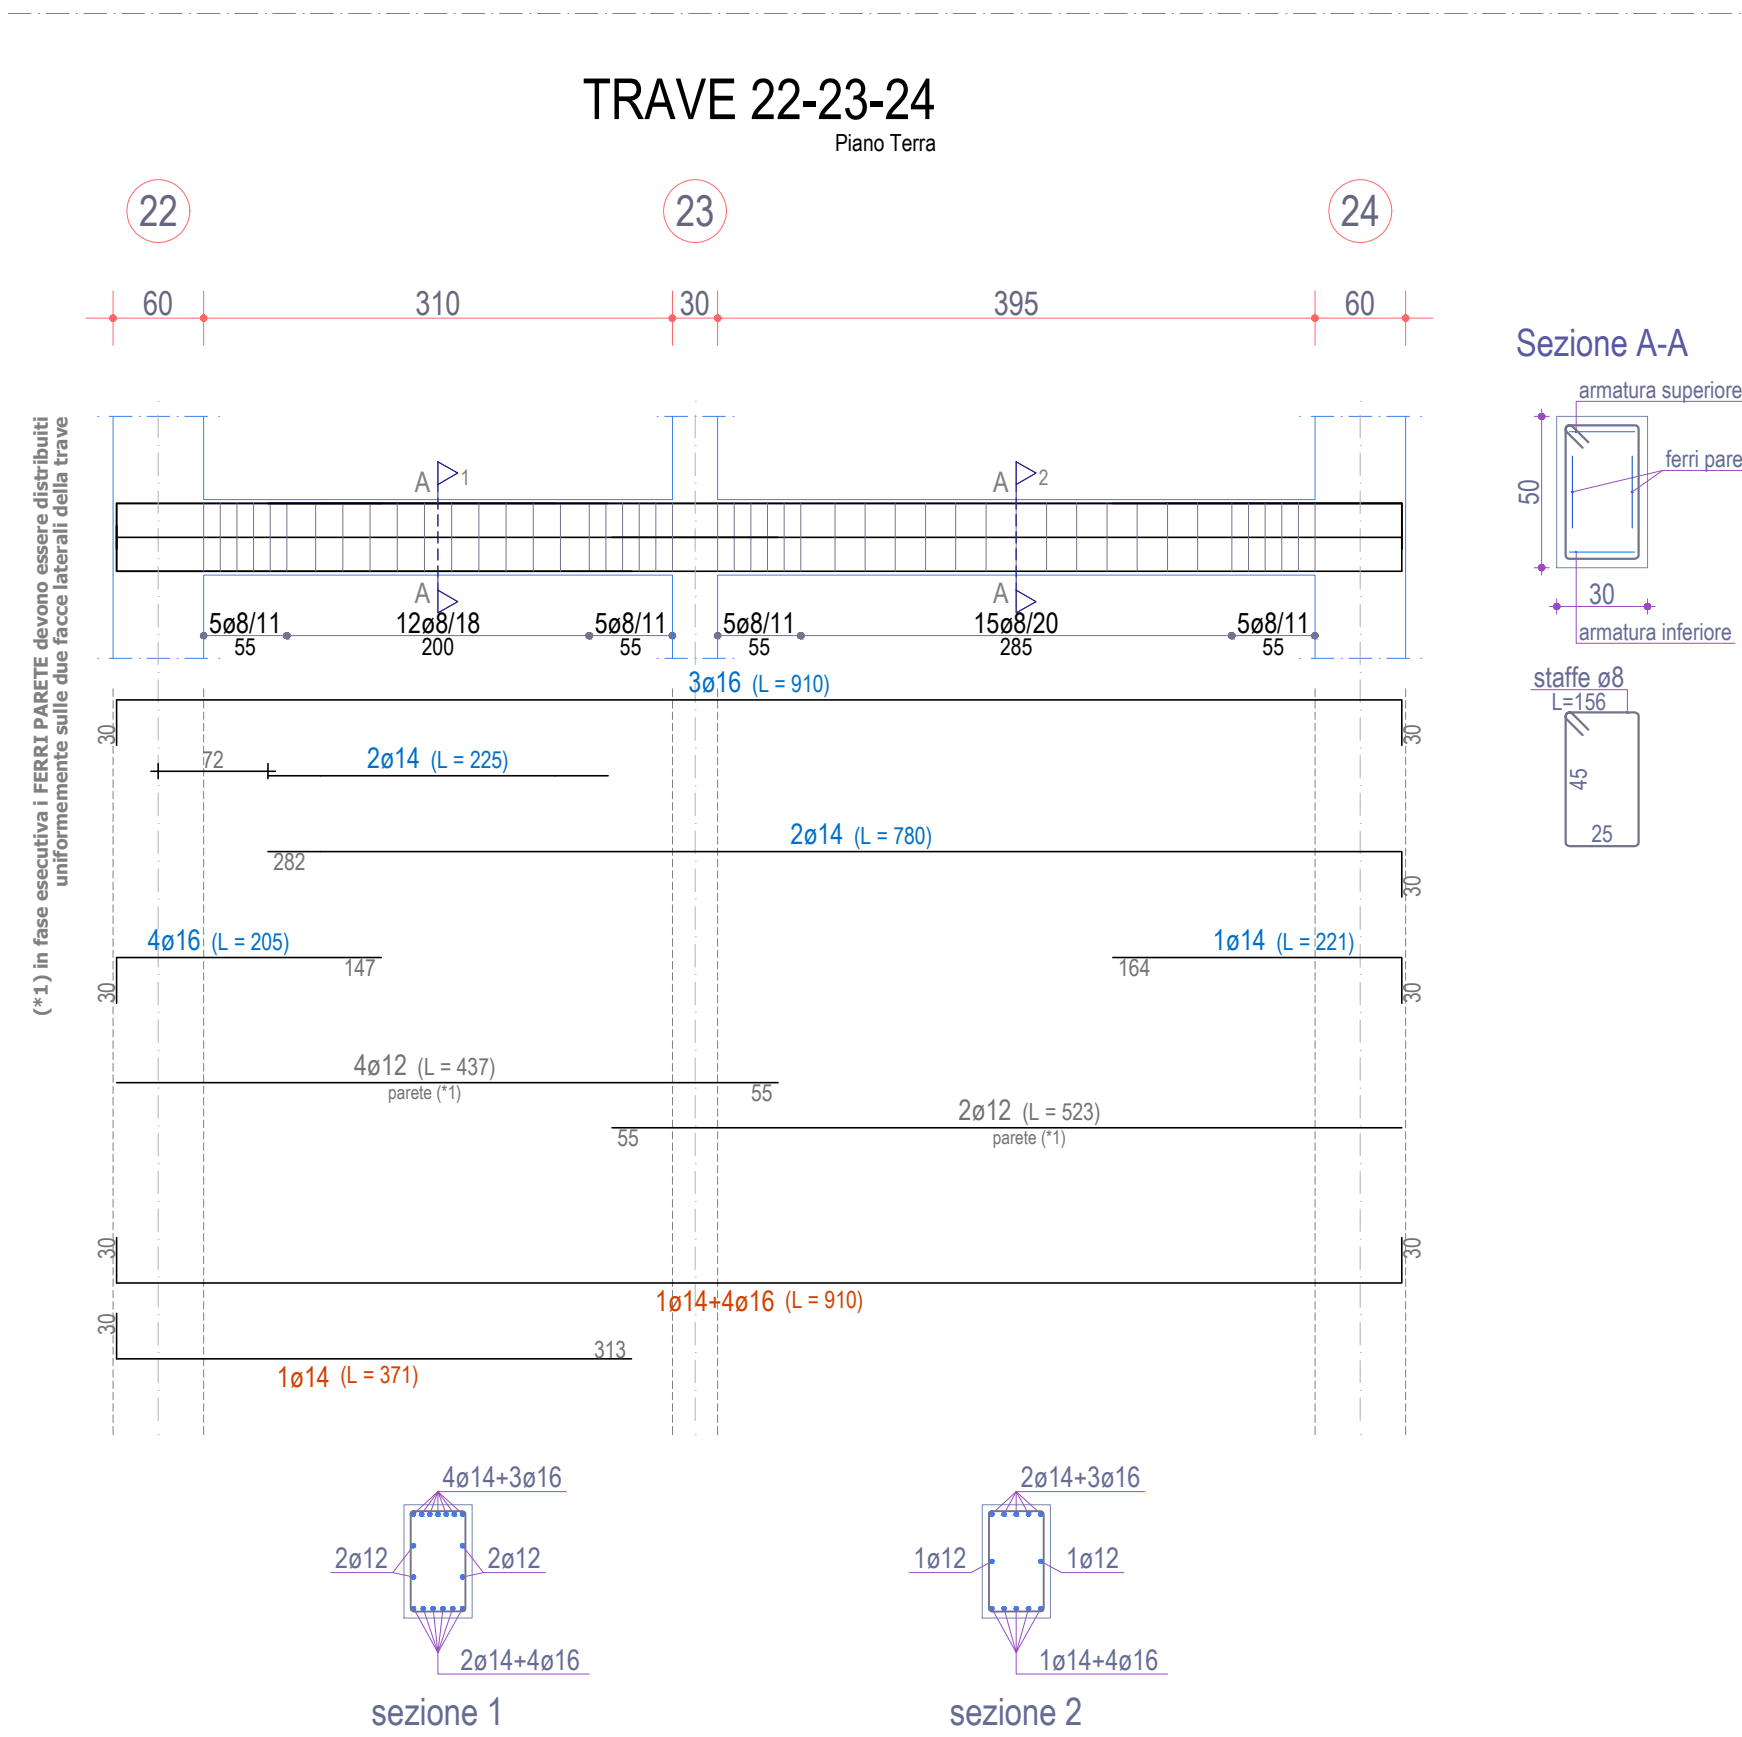 TRAVE 22-23-24
Piano Terra
22
23
24
60
310
30
395
60
(*1) in fase esecutiva i FERRI PARETE devono essere distribuiti
uniformemente sulle due facce laterali della trave
A
1
A
2
A
A
5ø8/11
12ø8/18
5ø8/11
5ø8/11
15ø8/20
5ø8/11
55
200
55
55
285
55
Sezione A-A
armatura superiore
ferri pare
50
30
armatura inferiore
staffe ø8
L=156
45
25
3ø16 (L = 910)
30
30
72
2ø14 (L = 225)
2ø14 (L = 780)
282
30
4ø16 (L = 205)
147
30
1ø14 (L = 221)
164
30
4ø12 (L = 437)
parete (*1)
55
2ø12 (L = 523)
55
parete (*1)
30
30
1ø14+4ø16 (L = 910)
30
313
1ø14 (L = 371)
4ø14+3ø16
2ø12
2ø12
2ø14+4ø16
sezione 1
2ø14+3ø16
1ø12
1ø12
1ø14+4ø16
sezione 2